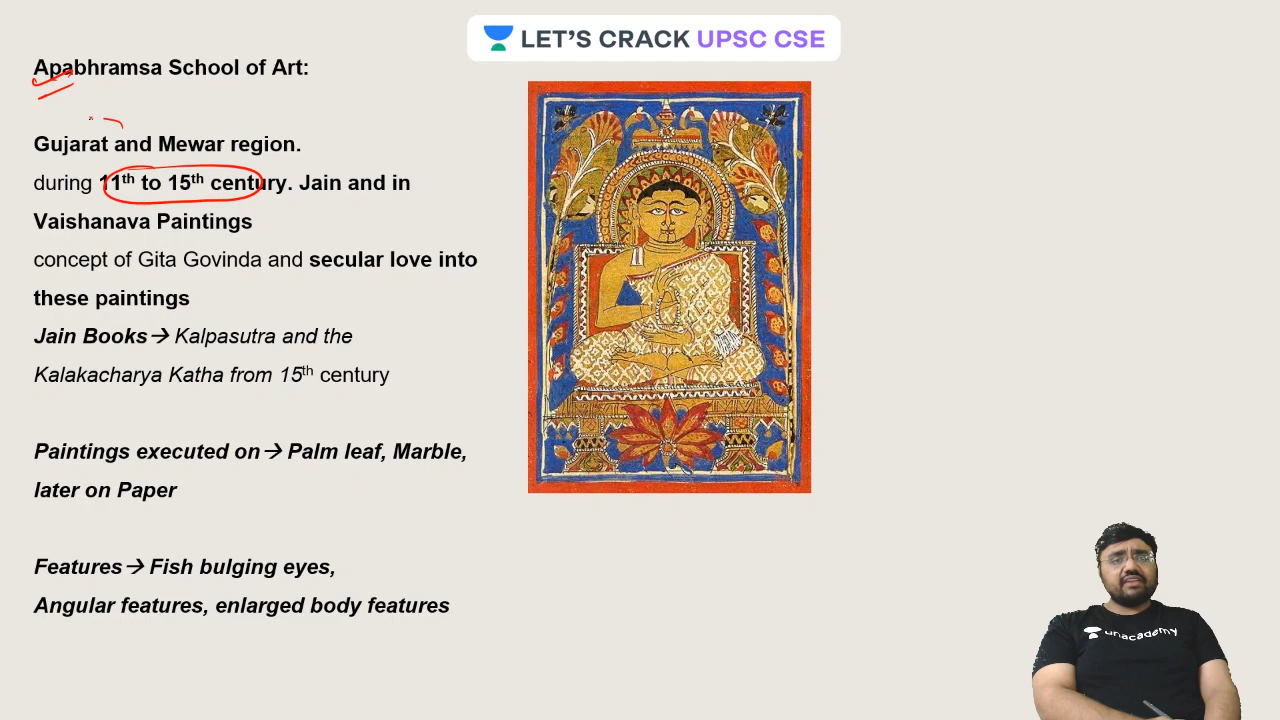 LET'S CRACK UPSC CSE
Apabhramsa School of Art:
Gujarat and Mewar region.
during 11th to 15th century. Jain and in
Vaishanava Paintings
concept of Gita Govinda and secular love into
these paintings
Jain Books→ Kalpasutra and the
Kalakacharya Katha from 15th century
Paintings executed on→ Palm leaf, Marble,
later on Paper
Features→ Fish bulging eyes,
Angular features, enlarged body features
unacademy